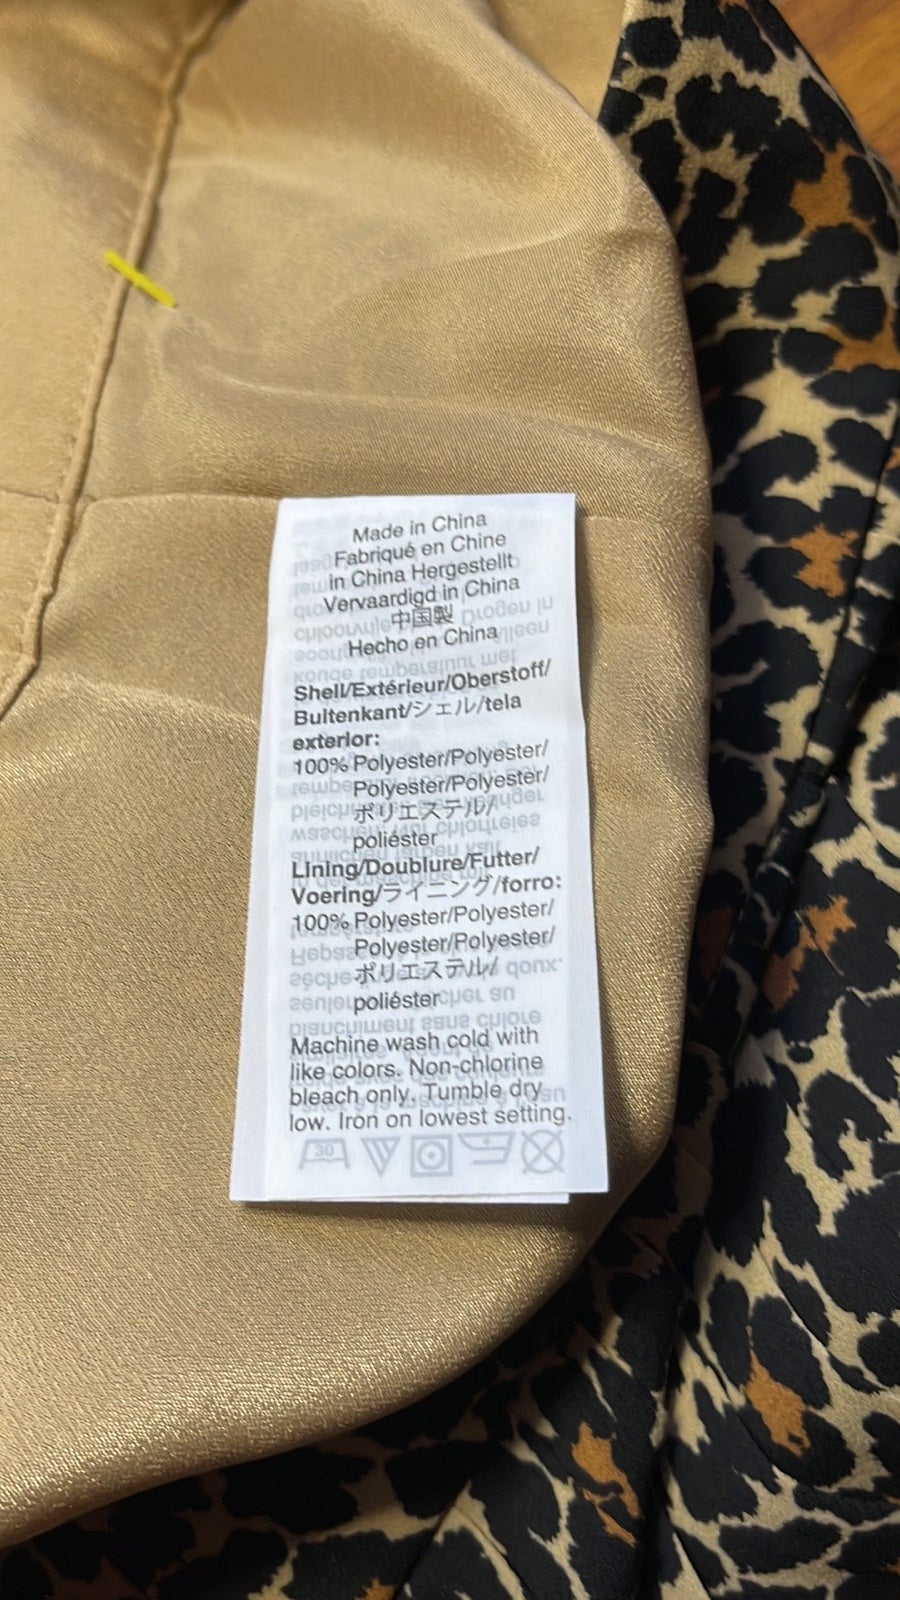 Made in China
Fabriqué en Chine
in China Hergestellt
Vervaardigd in China
中国製
Hecho en China
Shell/Extérieur/Oberstoff/
Buitenkant/シェル/tela
exterior:
100% Polyester/Polyester/
Polyester/Polyester/
ポリエステル/
poliéster
Lining/Doublure/Futter/
Voering/ライニング/forro:
100% Polyester/Polyester/
Polyester/Polyester/
ポリエステル/
poliéster
Machine wash cold with
like colors. Non-chlorine
bleach only. Tumble dry
low. Iron on lowest setting.
30